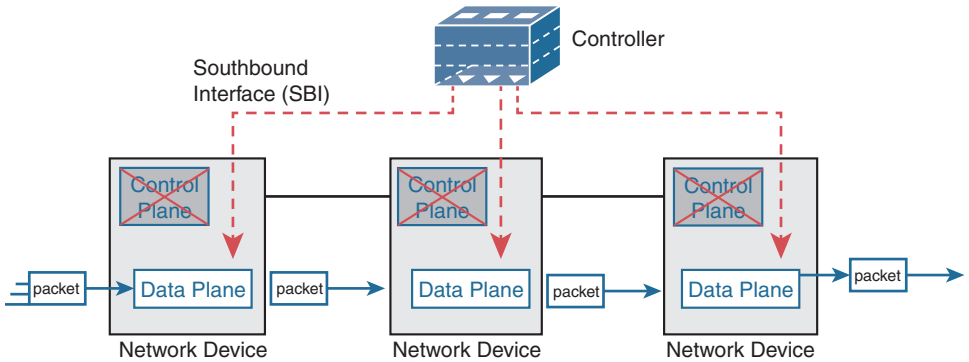 Controller
Southbound
Interface (SBI)
Control
Plane
Control
Plane
Control
Plane
packet
Data Plane
packet
Data Plane
packet
Data Plane
packet
Network Device
Network Device
Network Device